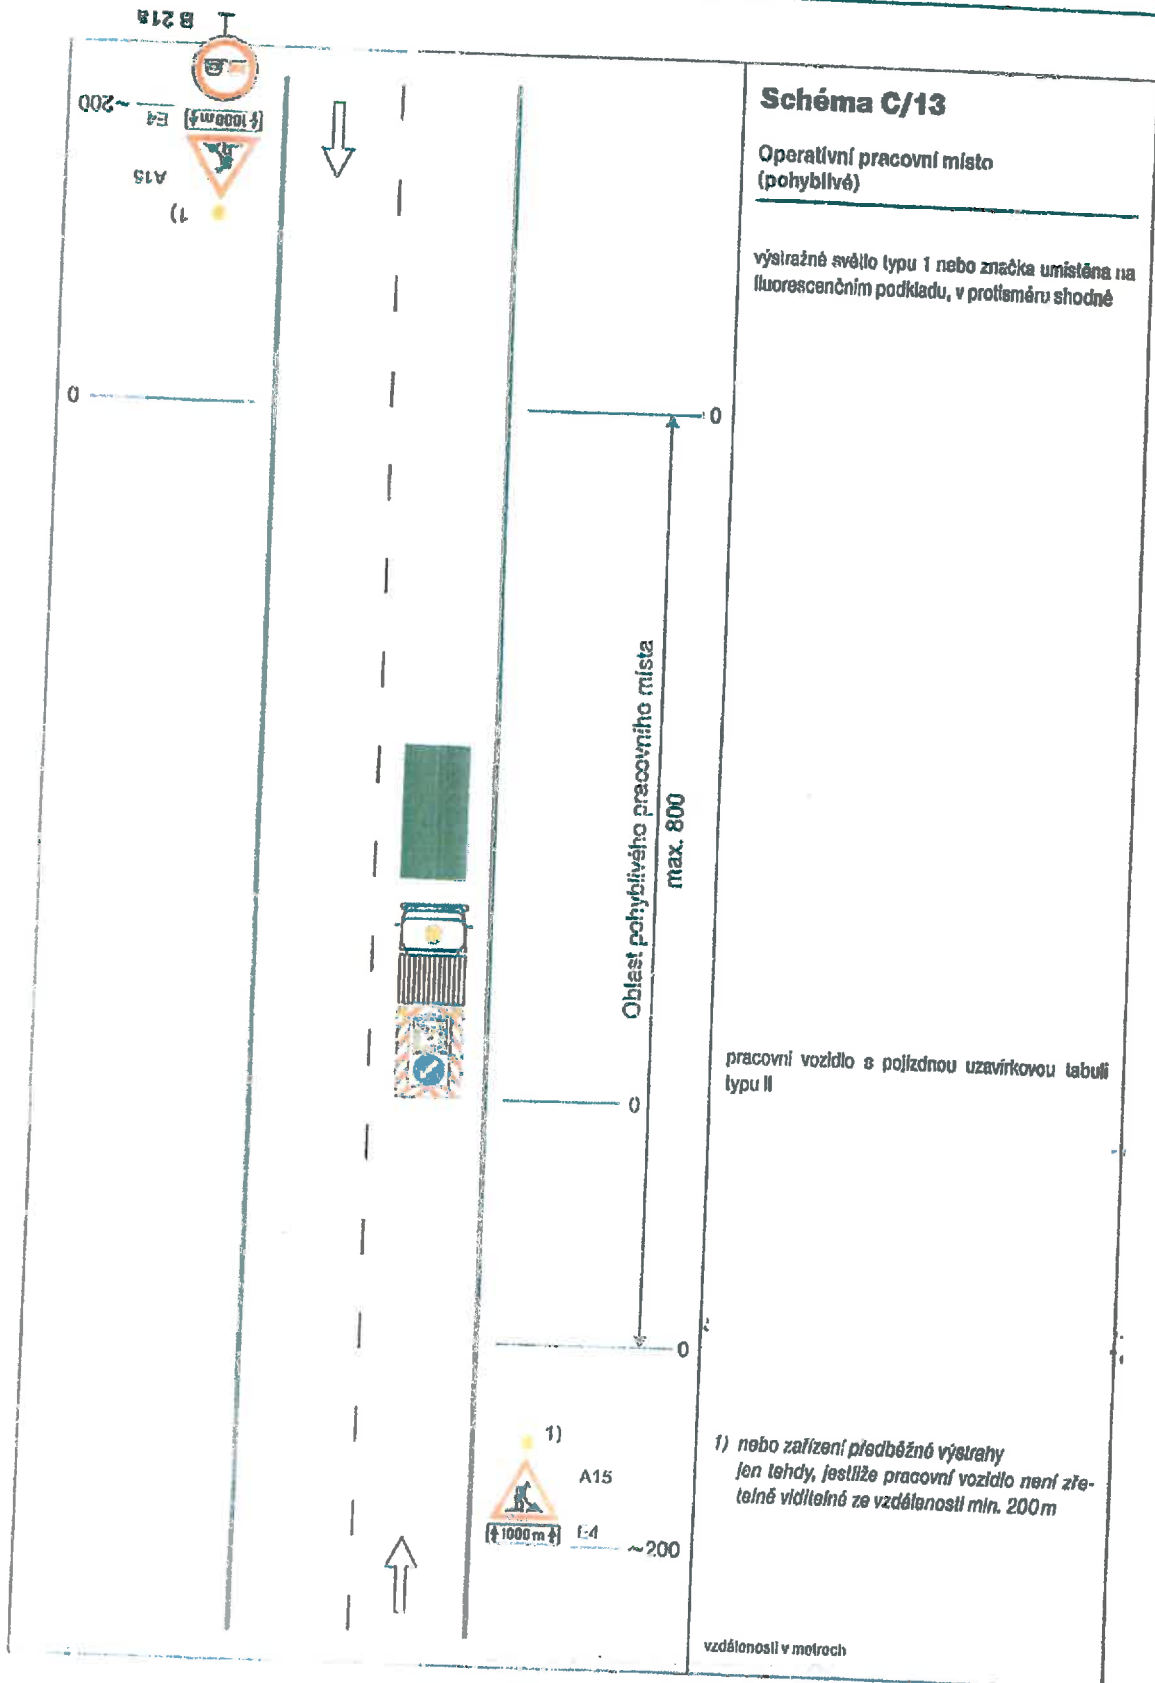 B 21a
~200
E4
1000 m
A15
1)
Schéma C/13
Operativní pracovní místo
(pohyblivé)
výstražné světlo typu 1 nebo značka umístěna na
fluorescenčním podkladu, v protisměru shodně
0
0
Oblast pohyblivého pracovního místa
max. 800
pracovní vozidlo s pojízdnou uzavírkovou tabulí
typu II
0
0
1)
A15
1000 m
E4
~200
1) nebo zařízení předběžné výstrahy
jen tehdy, jestliže pracovní vozidlo není zře-
telně viditelné ze vzdálenosti min. 200 m
vzdálenosti v metrech